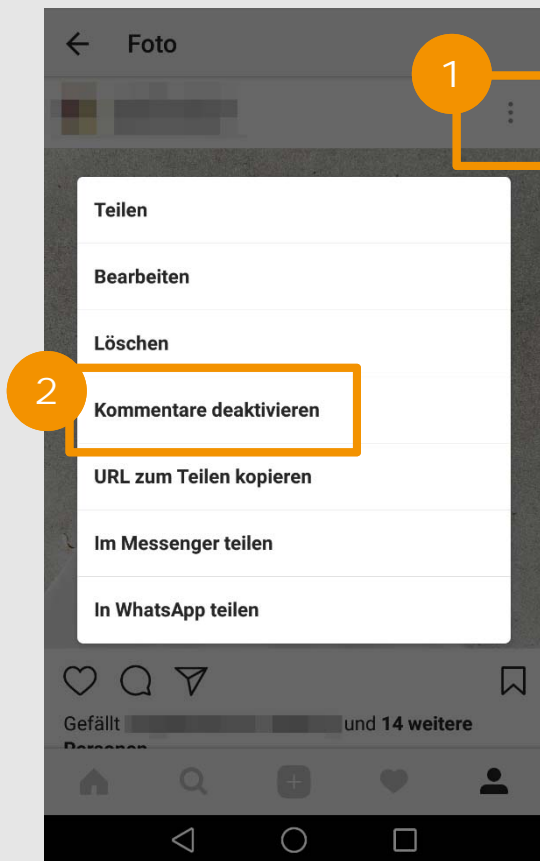 Foto
1
Teilen
Bearbeiten
Löschen
2
Kommentare deaktivieren
URL zum Teilen kopieren
Im Messenger teilen
In WhatsApp teilen
Gefällt und 14 weitere
Personen